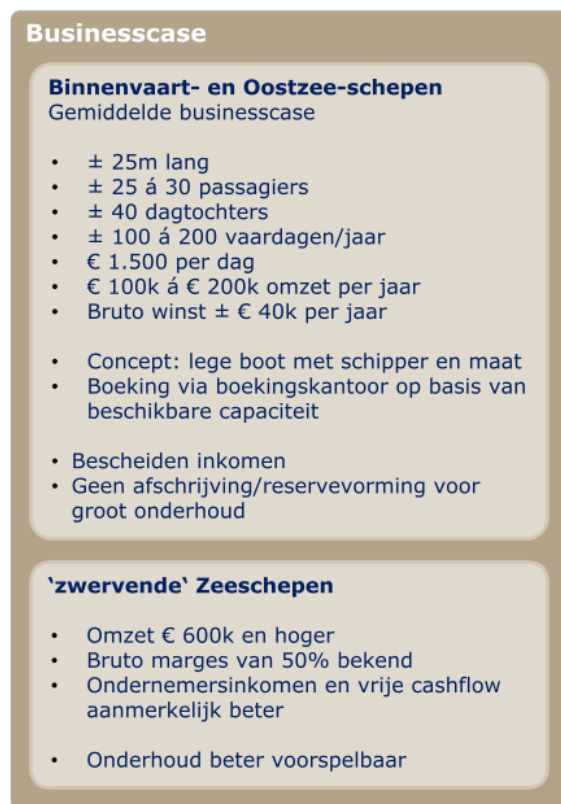 Businesscase
Binnenvaart- en Oostzee-schepen
Gemiddelde businesscase
• ± 25m lang
• ± 25 á 30 passagiers
• ± 40 dagtochters
• ± 100 á 200 vaardagen/jaar
• € 1.500 per dag
• € 100k á € 200k omzet per jaar
• Bruto winst ± € 40k per jaar
• Concept: lege boot met schipper en maat
• Boeking via boekingskantoor op basis van
beschikbare capaciteit
• Bescheiden inkomen
• Geen afschrijving/reservevorming voor
groot onderhoud
‘zwervende‘ Zeeschepen
• Omzet € 600k en hoger
• Bruto marges van 50% bekend
• Ondernemersinkomen en vrije cashflow
aanmerkelijk beter
• Onderhoud beter voorspelbaar